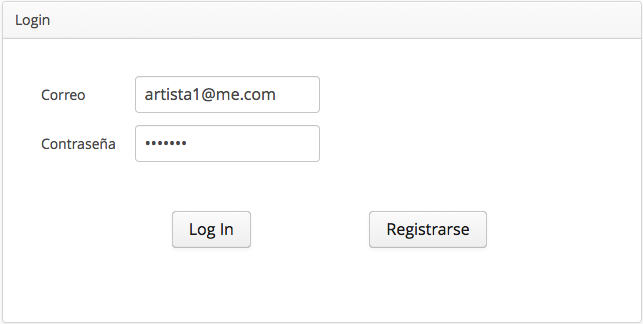 Login
Correo artista1@me.com
Contraseña •••••••
Log In Registrarse